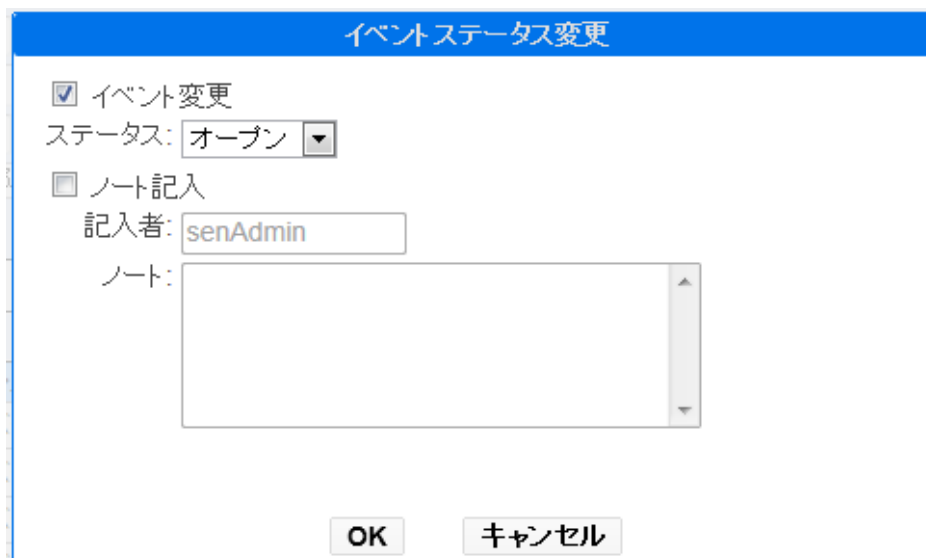 イベントステータス変更
イベント変更
ステータス: オープン
ノート記入
記入者: senAdmin
ノート:
OK キャンセル